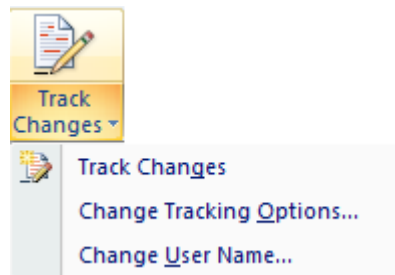 Track
Changes
Track Changes
Change Tracking Options...
Change User Name...